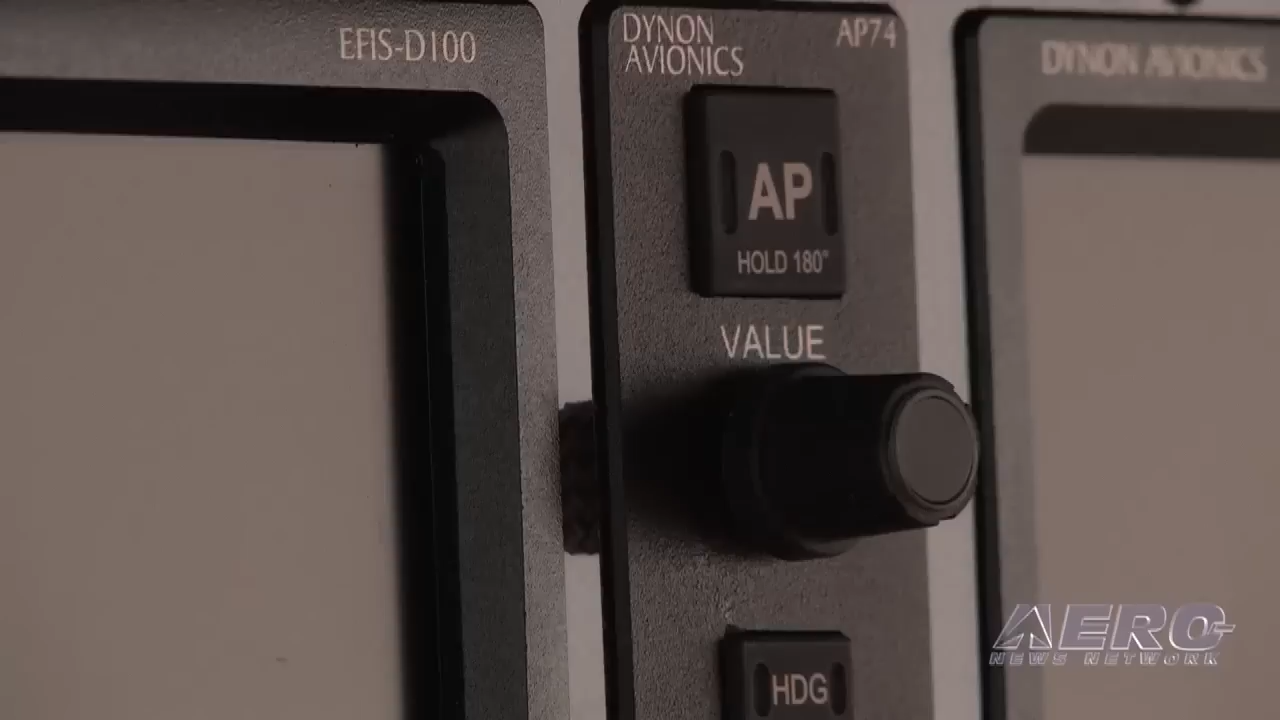 EFIS-D100
DYNON
AVIONICS
AP74
DYNON AVIONICS
AP
HOLD 180°
VALUE
HDG
AERO
NEWS NETWORK